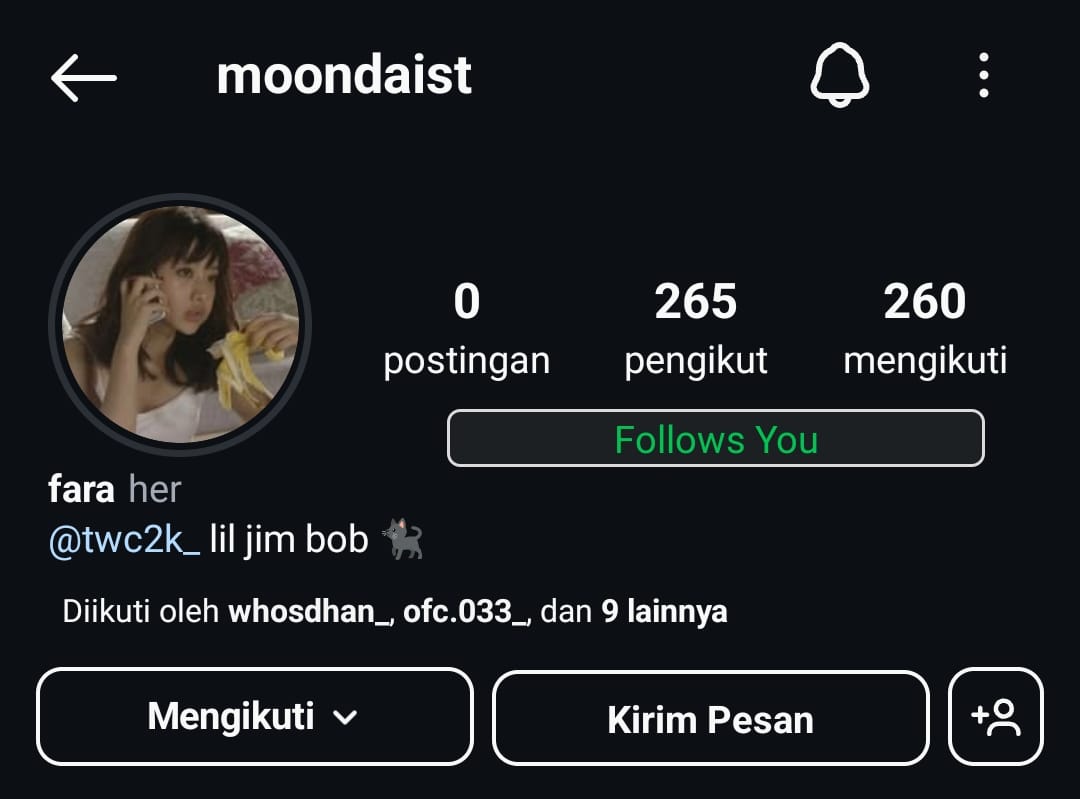 moondaist
0 265 260
postingan pengikut mengikuti
Follows You
fara her
@twc2k_ lil jim bob 🐈‍⬛
Diikuti oleh whosdhan_, ofc.033_, dan 9 lainnya
Mengikuti Kirim Pesan